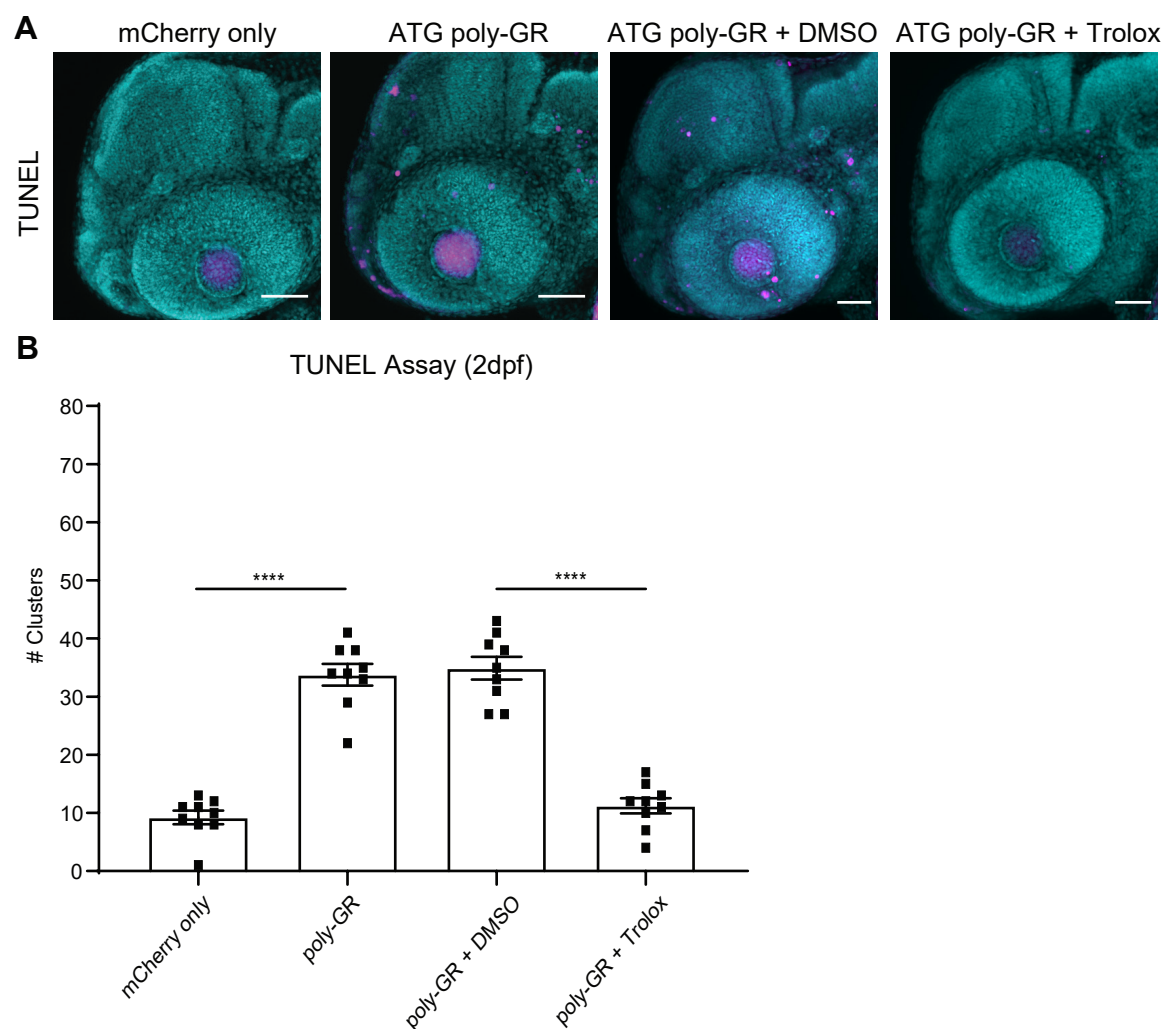 A
mCherry only
ATG poly-GR
ATG poly-GR + DMSO
ATG poly-GR + Trolox
TUNEL
B
TUNEL Assay (2dpf)
# Clusters
80
70
60
50
40
30
20
10
0
****
****
mCherry only
poly-GR
poly-GR + DMSO
poly-GR + Trolox